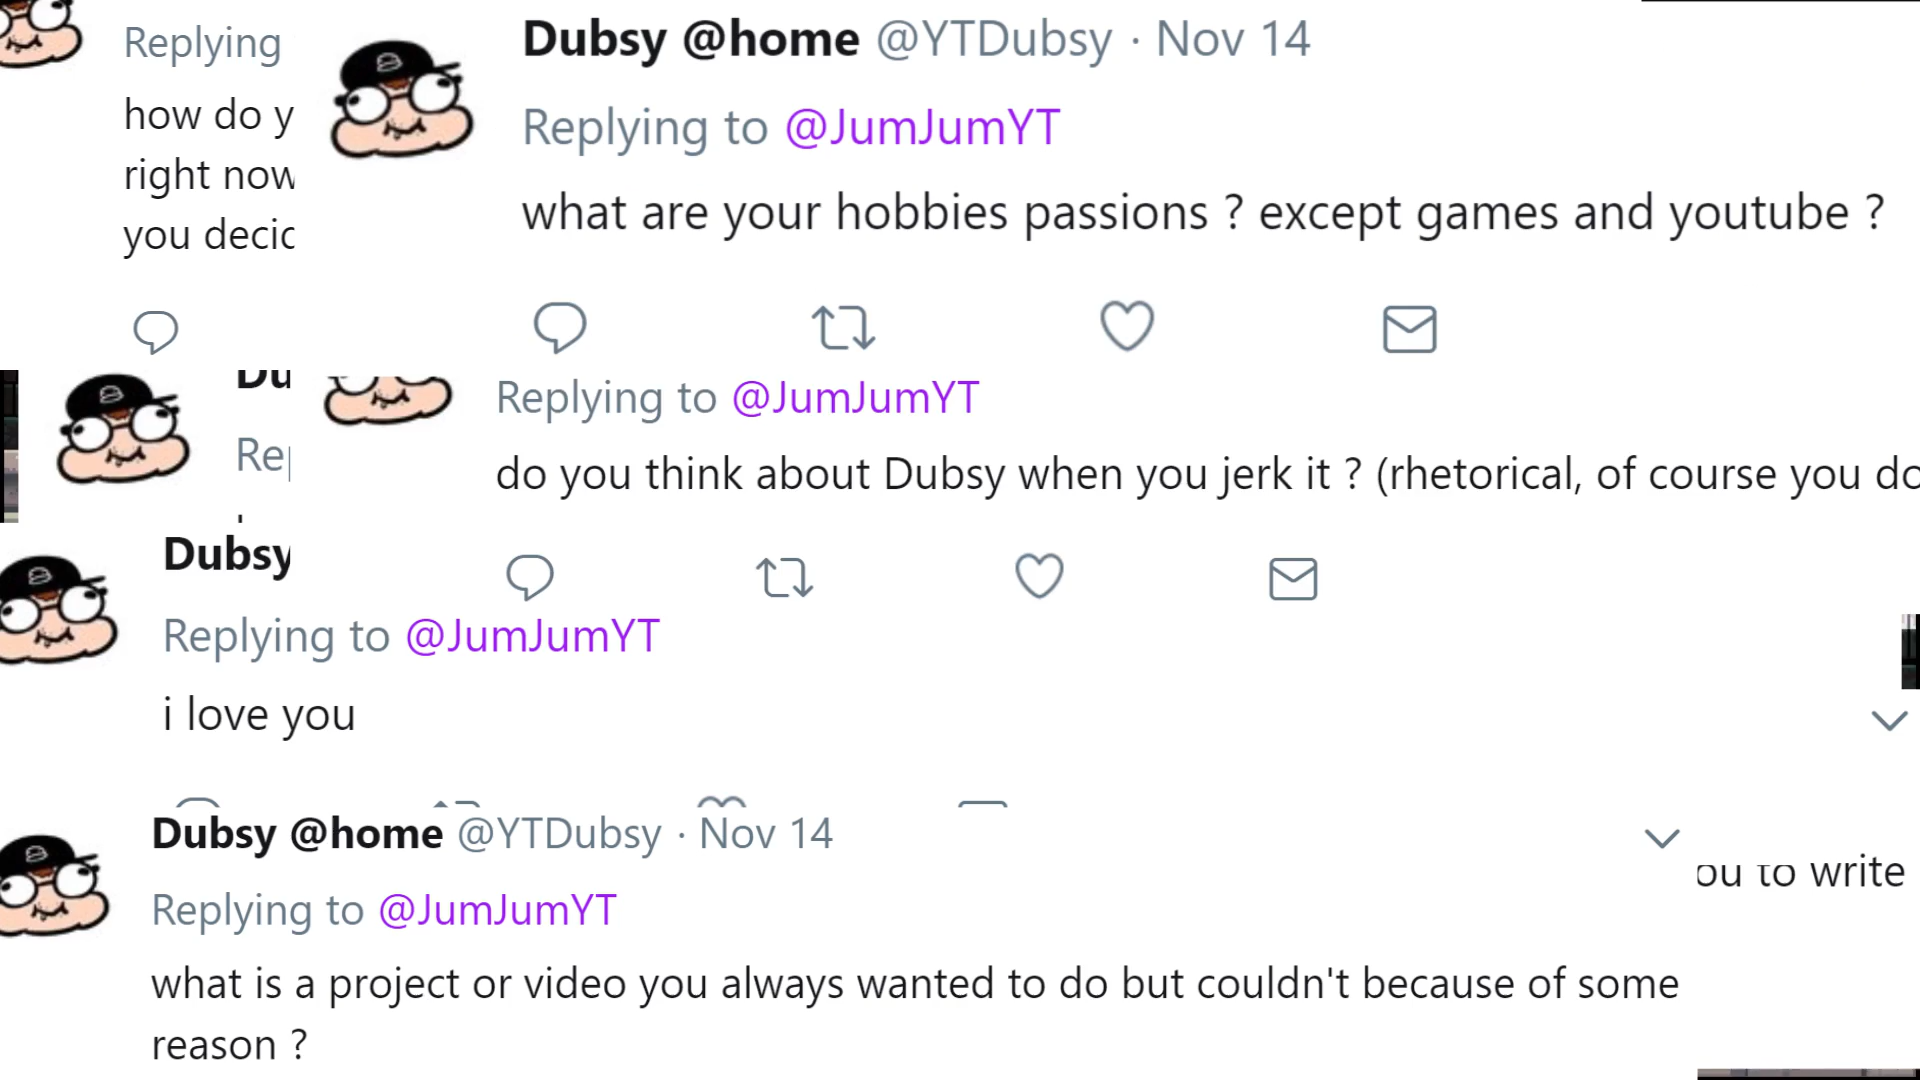 Replying
how do y
right now
you decid
Dubsy @home @YTDubsy · Nov 14
Replying to @JumJumYT
what are your hobbies passions ? except games and youtube ?
Du
Rep
Replying to @JumJumYT
do you think about Dubsy when you jerk it ? (rhetorical, of course you do
Dubsy
Replying to @JumJumYT
i love you
Dubsy @home @YTDubsy · Nov 14
Replying to @JumJumYT
what is a project or video you always wanted to do but couldn't because of some
reason ?
ou to write